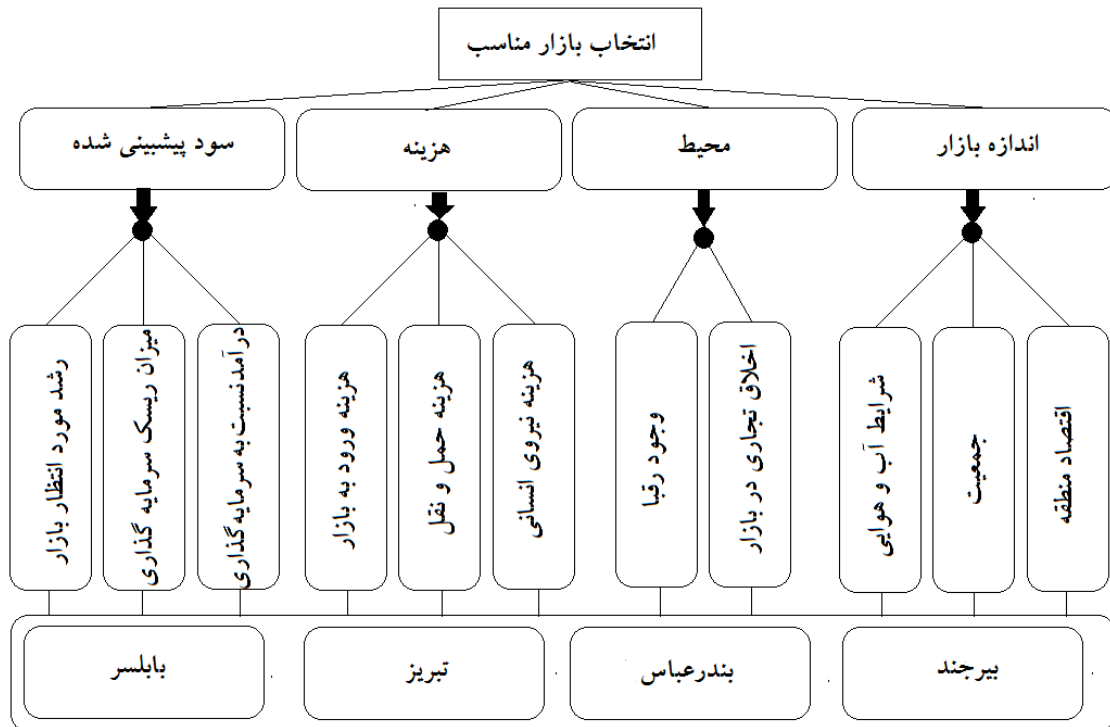 انتخاب بازار مناسب
اندازه بازار
محیط
هزینه
سود پیشبینی شده
اقتصاد منطقه
جمعیت
شرایط آب و هوایی
اخلاق تجاری در بازار
وجود رقبا
هزینه نیروی انسانی
هزینه حمل و نقل
هزینه ورود به بازار
درآمد نسبت به سرمایه گذاری
میزان ریسک سرمایه گذاری
رشد مورد انتظار بازار
بیرجند
بندرعباس
تبریز
بابلسر